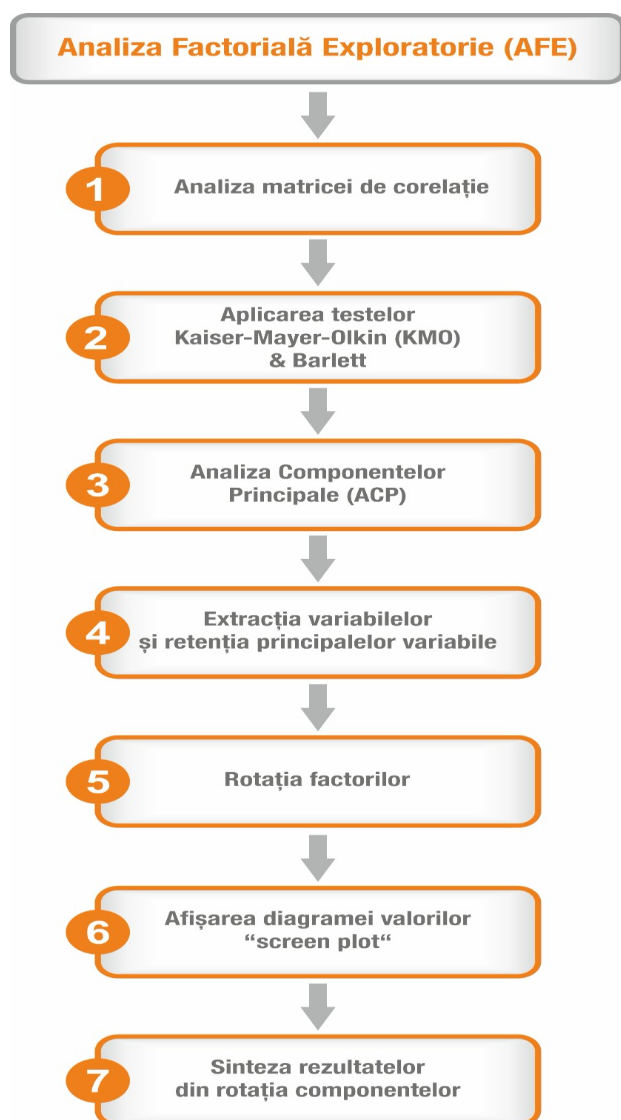 Analiza Factorială Exploratorie (AFE)
1
Analiza matricei de corelație
2
Aplicarea testelor
Kaiser-Mayer-Olkin (KMO)
& Barlett
3
Analiza Componentelor
Principale (ACP)
4
Extracția variabilelor
și retenția principalelor variabile
5
Rotația factorilor
6
Afișarea diagramei valorilor
“screen plot“
7
Sinteza rezultatelor
din rotația componentelor